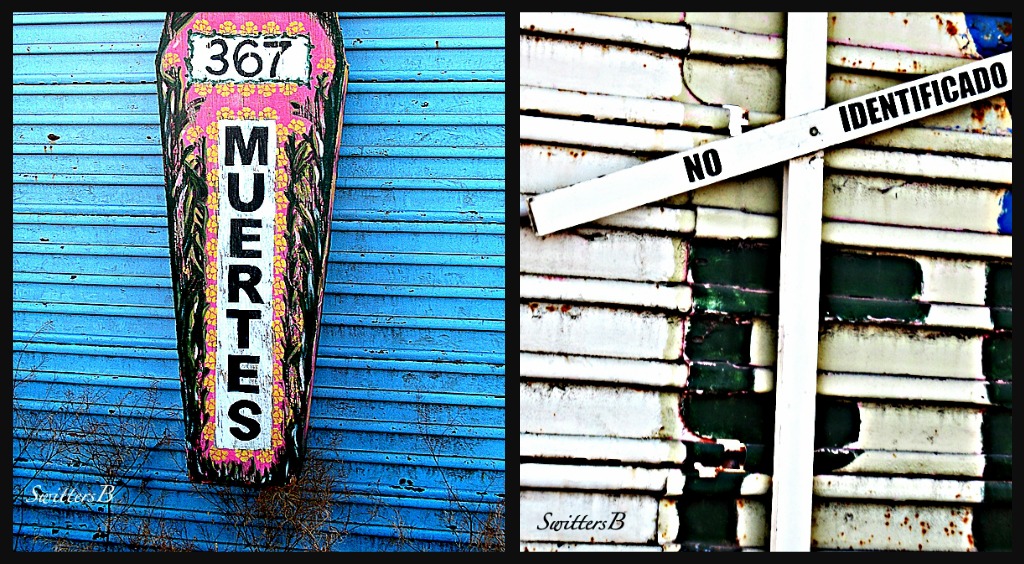 367
MUERTES
SwittersB
NO IDENTIFICADO
SwittersB